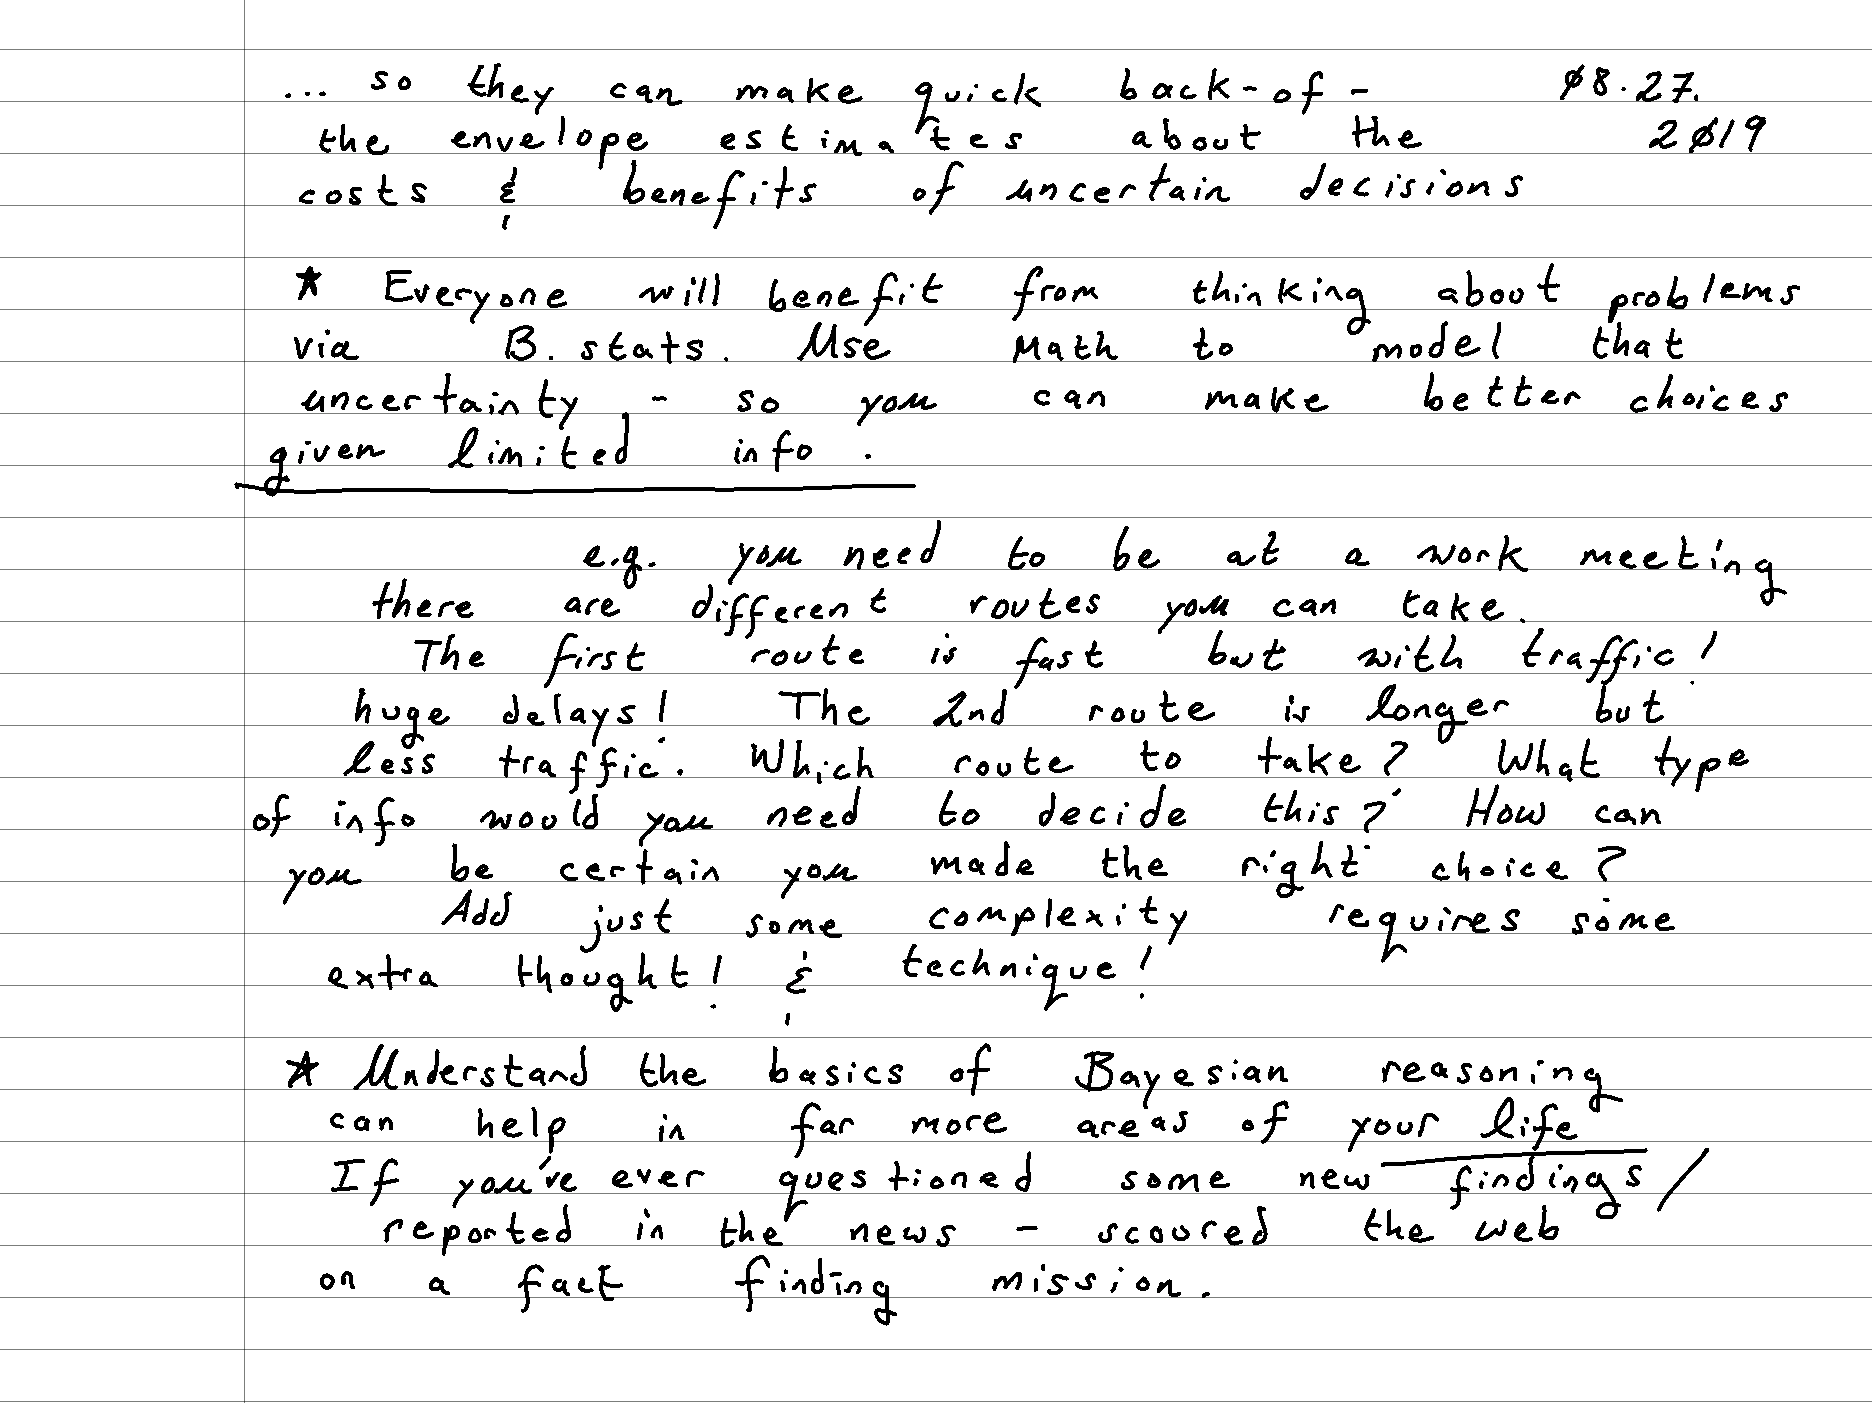 ... so they can make quick back-of- ø8.27.
the envelope estimates about the 2ø19
costs & benefits of uncertain decisions
★ Everyone will benefit from thinking about problems
via B. stats. Use Math to model that
uncertainty, - so you can make better choices
given limited info.
e.g. you need to be at a work meeting
there are different routes you can take.
The first route is fast but with traffic!
huge delays! The 2nd route is longer but
less traffic. Which route to take? What type
of info would you need to decide this? How can
you be certain you made the right choice?
Add just some complexity requires some
extra thought! & technique!
★ Understand the basics of Bayesian reasoning
can help in far more areas of your life
If you've ever questioned some new findings/
reported in the news - scoured the web
on a fact finding mission.